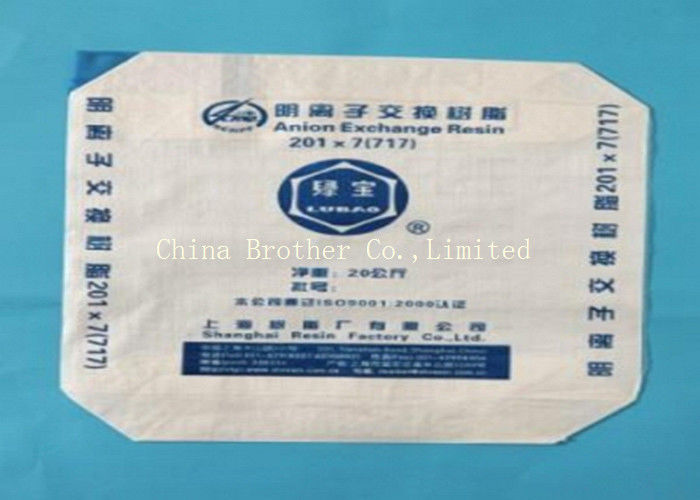 阴离子交换树脂
Anion Exchange Resin
201×7(717)
绿宝
LUBAO
®
China Brother Co.,Limited
净重: 20公斤
批号:
本公司通过ISO9001:2000认证
上海树脂厂有限公司
Shanghai Resin Factory Co.,Ltd.
阴离子交换树脂201×7(717)
阴离子交换树脂201×7(717)